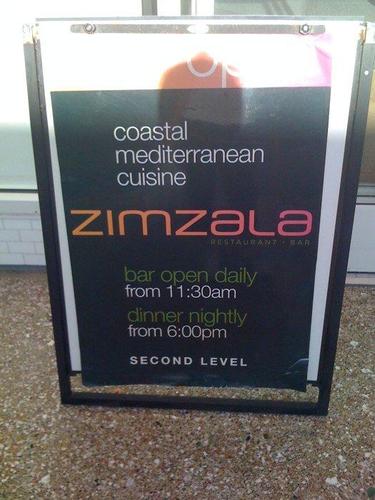 coastal
mediterranean
cuisine
zimzala
RESTAURANT • BAR
bar open daily
from 11:30am
dinner nightly
from 6:00pm
SECOND LEVEL